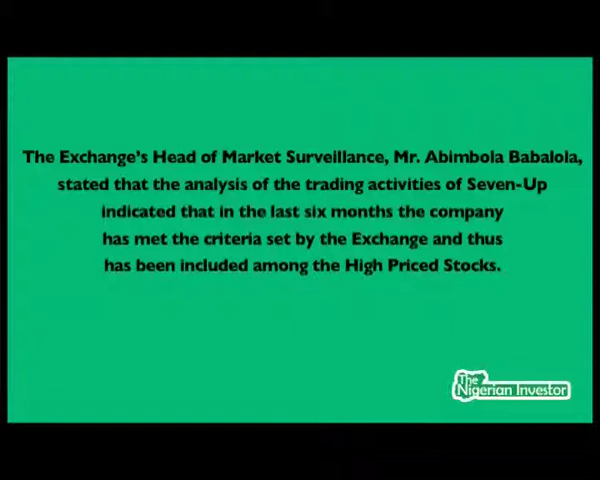 The Exchange's Head of Market Surveillance, Mr. Abimbola Babalola,
stated that the analysis of the trading activities of Seven-Up
indicated that in the last six months the company
has met the criteria set by the Exchange and thus
has been included among the High Priced Stocks.
The
Nigerian Investor